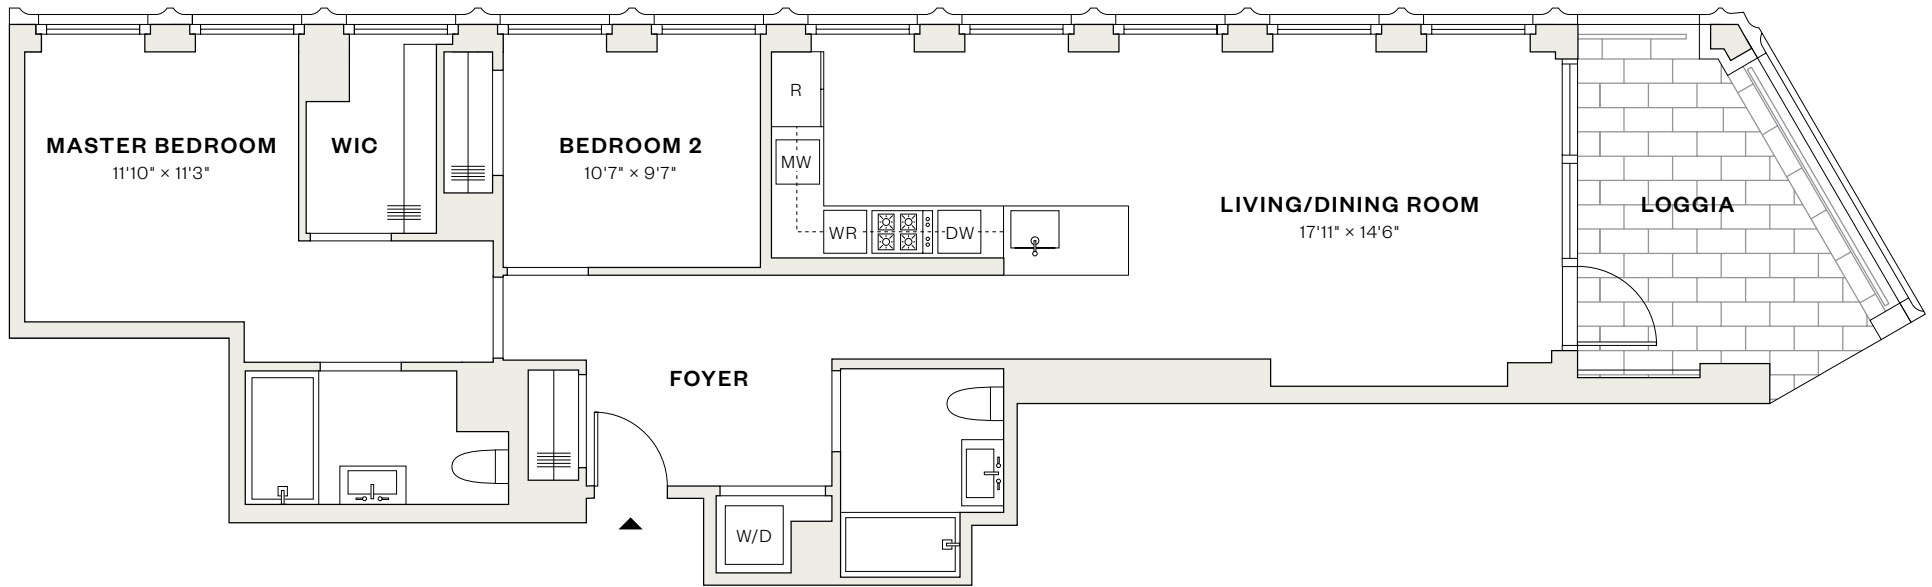 MASTER BEDROOM
11'10" × 11'3"
WIC
BEDROOM 2
10'7" × 9'7"
R
MW
WR
DW
LIVING/DINING ROOM
17'11" × 14'6"
LOGGIA
FOYER
W/D